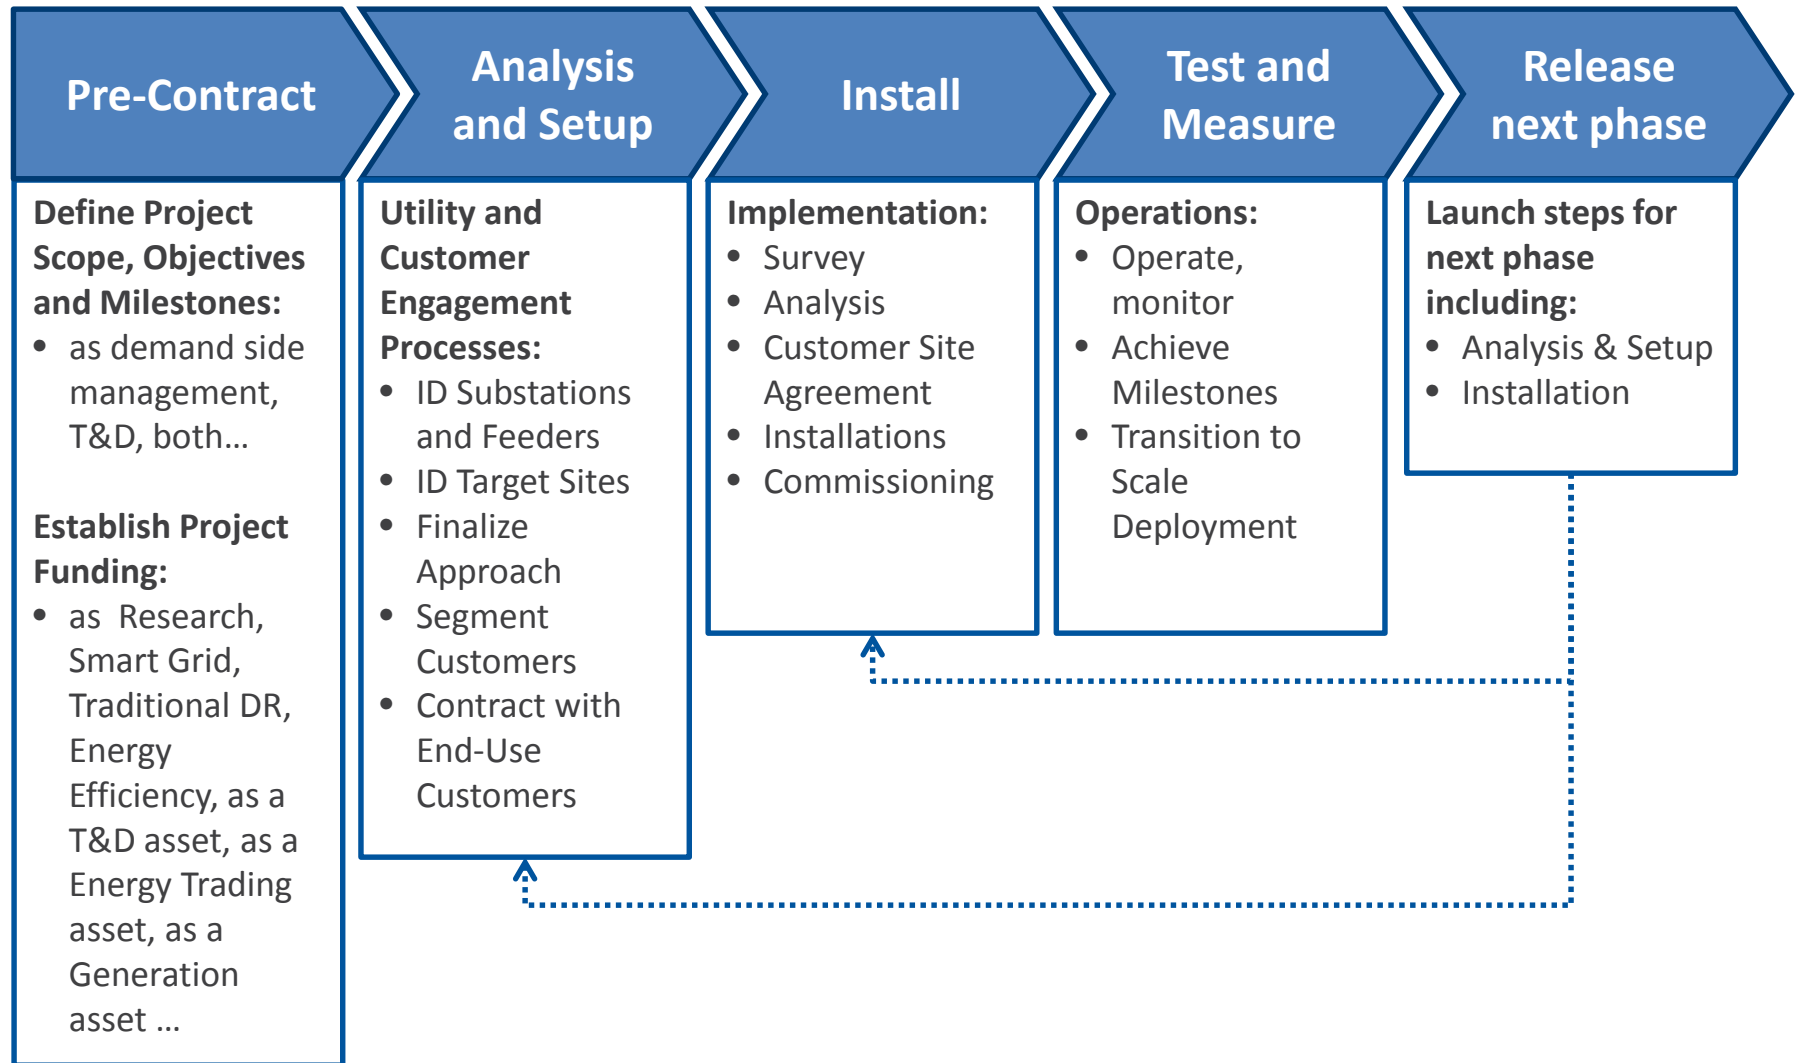 Pre-Contract
Analysis
and Setup
Install
Test and
Measure
Release
next phase
Define Project
Scope, Objectives
and Milestones:
• as demand side
management,
T&D, both…
Establish Project
Funding:
• as  Research,
Smart Grid,
Traditional DR,
Energy
Efficiency, as a
T&D asset, as a
Energy Trading
asset, as a
Generation
asset …
Utility and
Customer
Engagement
Processes:
• ID Substations
and Feeders
• ID Target Sites
• Finalize
Approach
• Segment
Customers
• Contract with
End-Use
Customers
Implementation:
• Survey
• Analysis
• Customer Site
Agreement
• Installations
• Commissioning
Operations:
• Operate,
monitor
• Achieve
Milestones
• Transition to
Scale
Deployment
Launch steps for
next phase
including:
• Analysis & Setup
• Installation